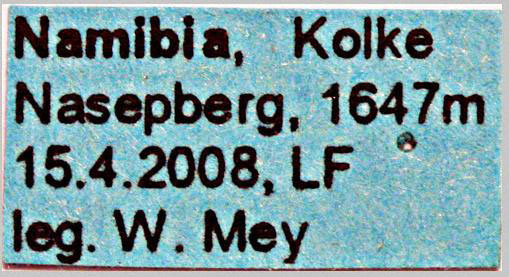 Namibia, Kolke
Nasepberg, 1647m
15.4.2008, LF
leg. W. Mey